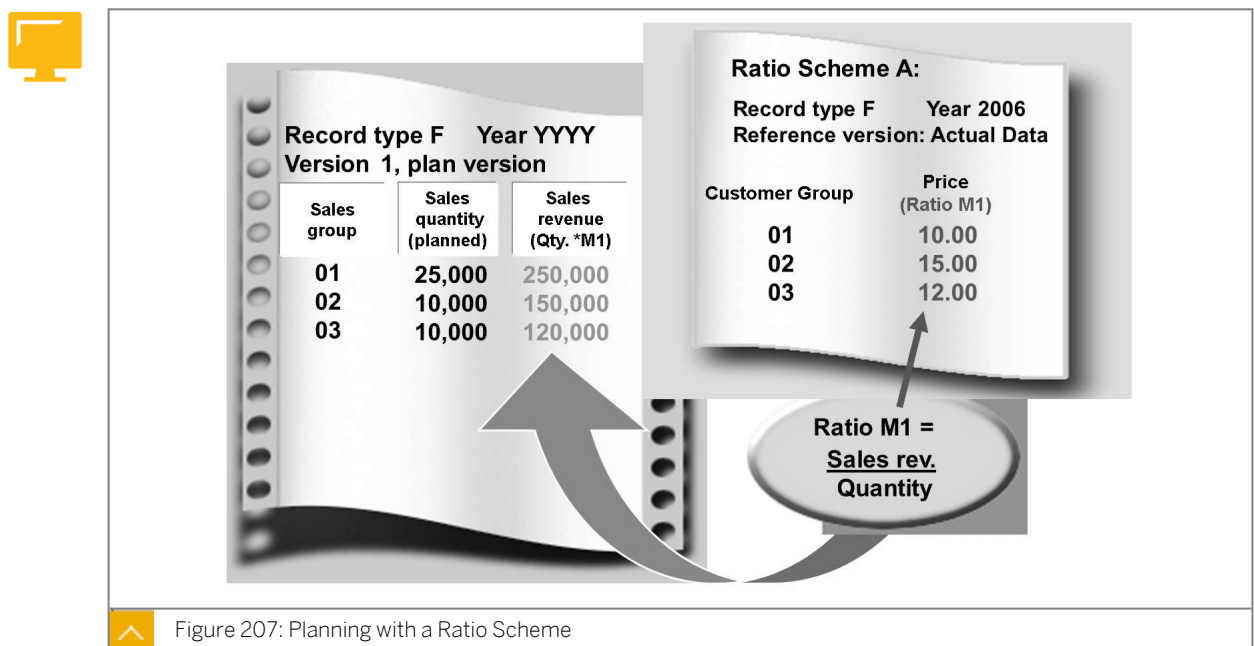 Record type F Year YYYY
Version 1, plan version
Sales group
Sales quantity (planned)
Sales revenue (Qty. *M1)
01 25,000 250,000
02 10,000 150,000
03 10,000 120,000
Ratio Scheme A:
Record type F Year 2006
Reference version: Actual Data
Customer Group
Price
(Ratio M1)
01 10.00
02 15.00
03 12.00
Ratio M1 =
Sales rev.
Quantity
Figure 207: Planning with a Ratio Scheme